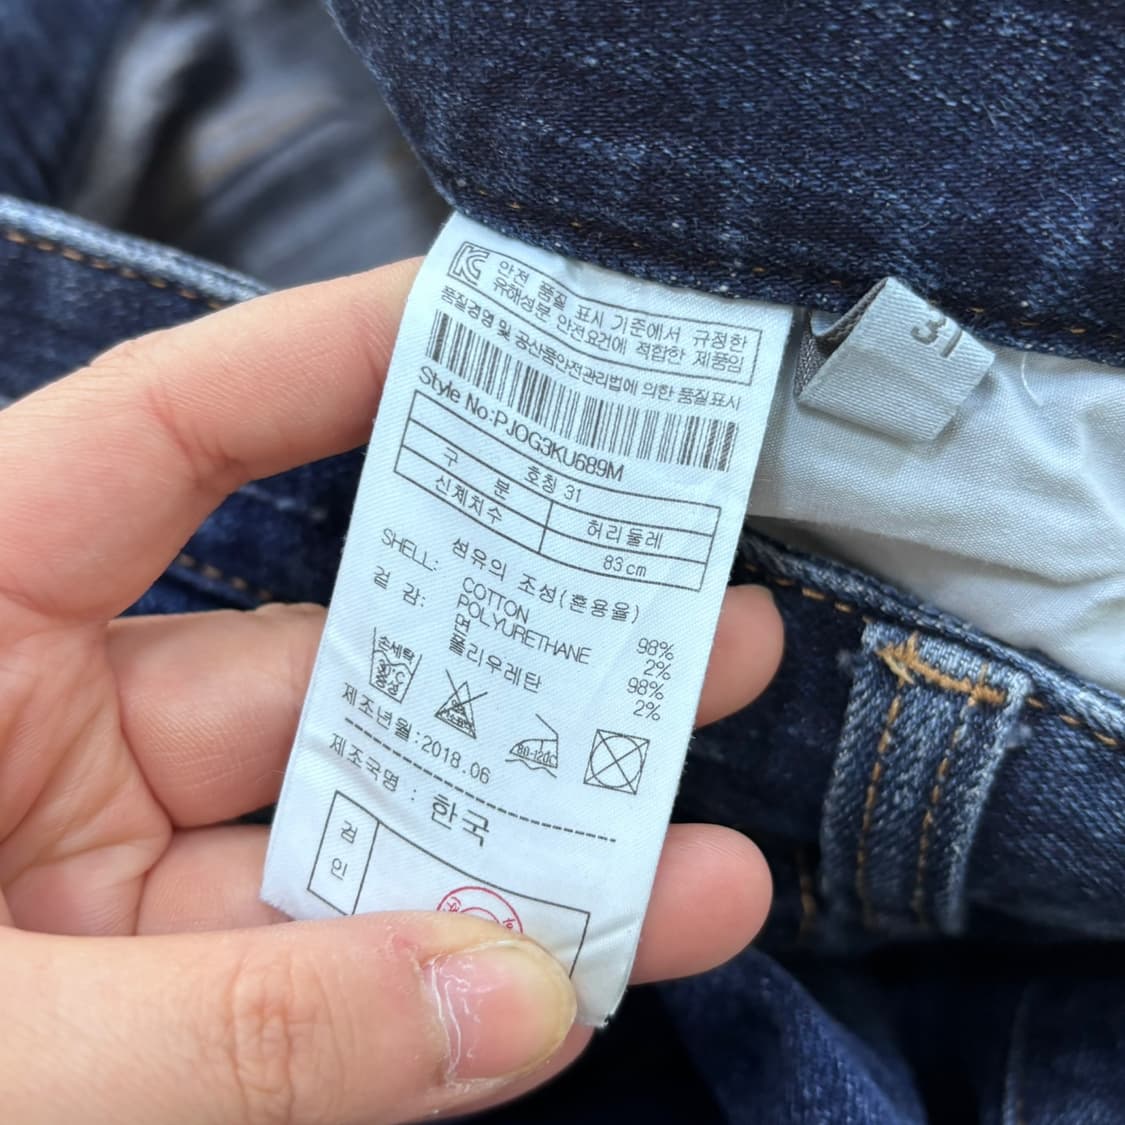 KC 안전 품질 표시 기준에서 규정한
유해성분 안전요건에 적합한 제품임
품질경영 및 공산품안전관리법에 의한 품질표시
Style No:PJOG3KU689M
호칭 31
구 분
허리둘레
신체치수
83cm
섬유의 조성(혼용율)
SHELL: COTTON 98%
POLYURETHANE 2%
겉 감: 면 98%
폴리우레탄 2%
손세탁
80-120C
제조년월:2018.06
제조국명 : 한국
검인